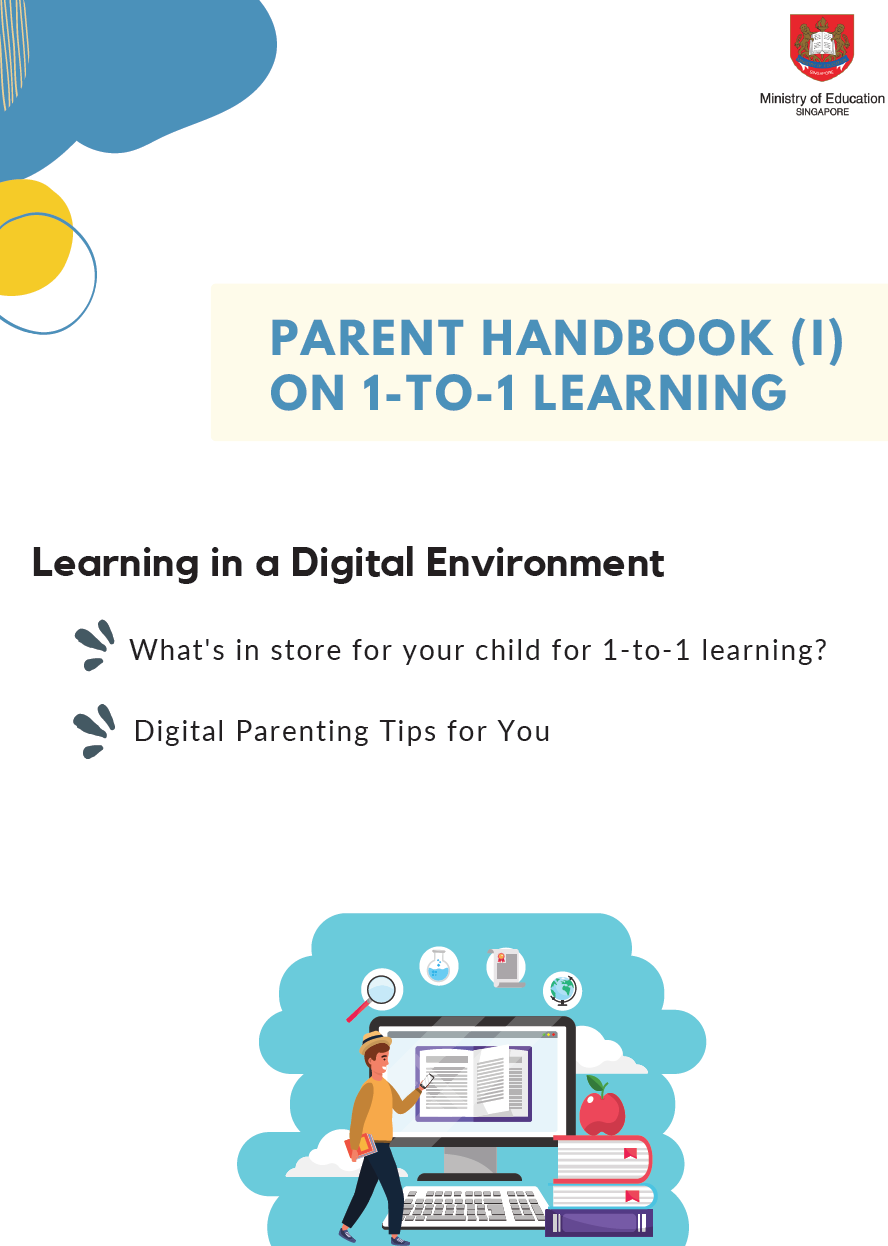 SINGAPORE
Ministry of Education
SINGAPORE
PARENT HANDBOOK (I)
ON 1-TO-1 LEARNING
Learning in a Digital Environment
What's in store for your child for 1-to-1 learning?
Digital Parenting Tips for You